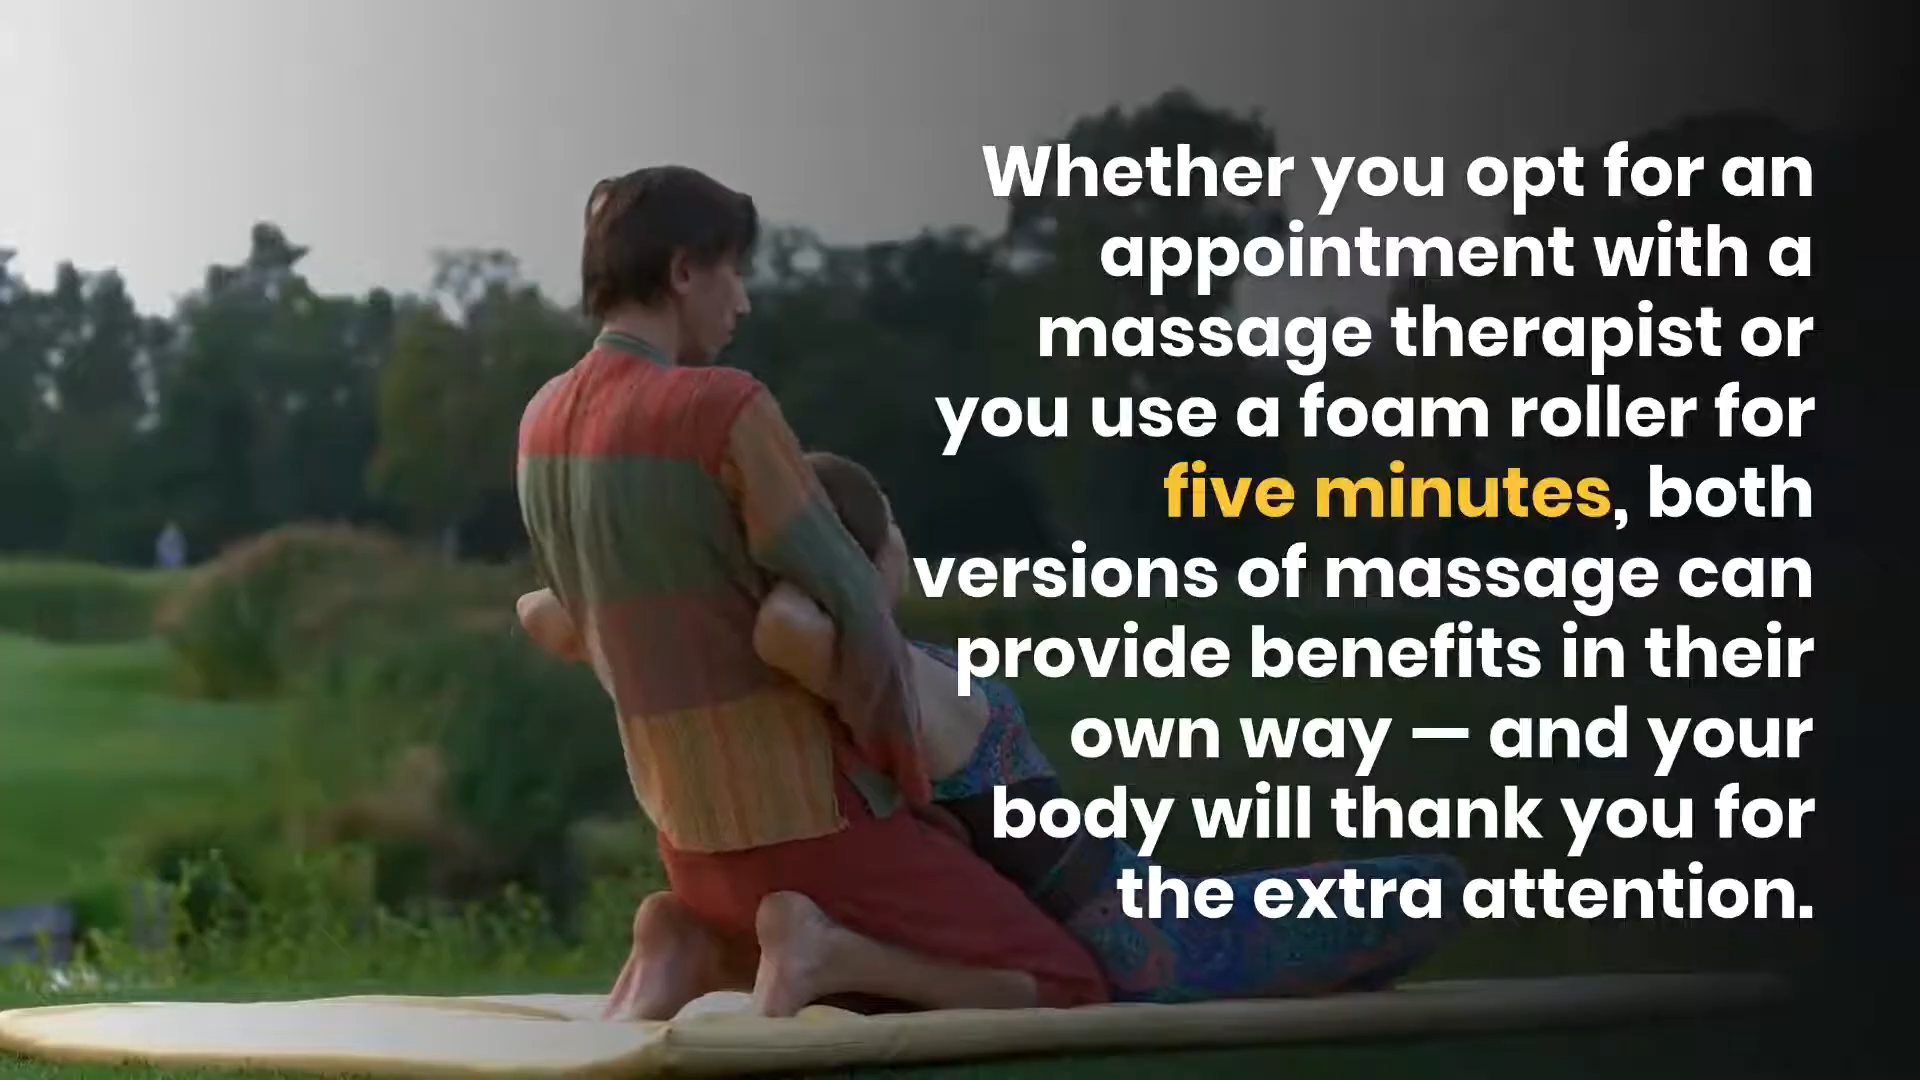 Whether you opt for an
appointment with a
massage therapist or
you use a foam roller for
five minutes, both
versions of massage can
provide benefits in their
own way — and your
body will thank you for
the extra attention.